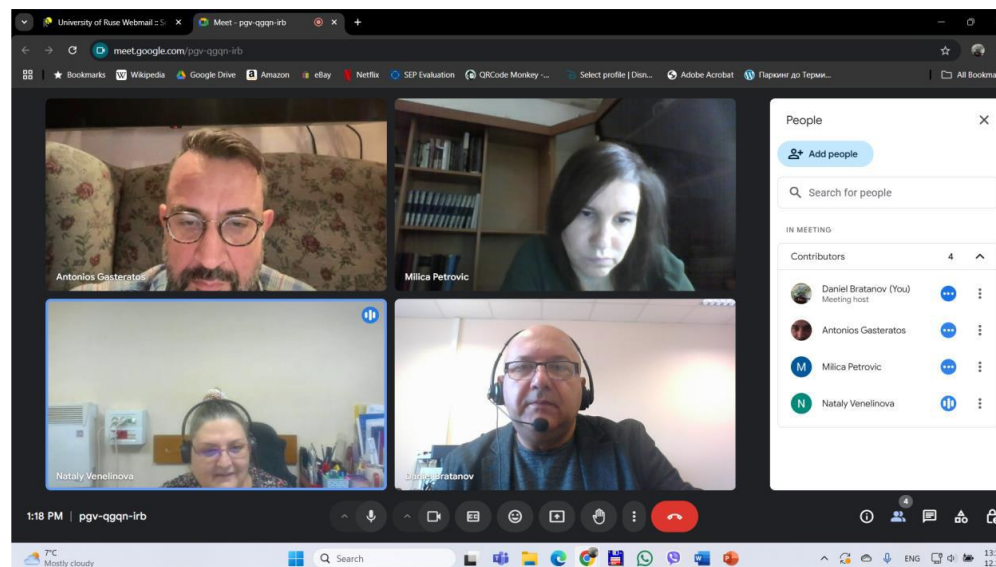 University of Ruse Webmail :: S
Meet - pgv-qgqn-irb
meet.google.com/pgv-qgqn-irb
Bookmarks
Wikipedia
Google Drive
Amazon
eBay
Netflix
SEP Evaluation
QRCode Monkey -...
Select profile | Disn...
Adobe Acrobat
Паркинг до Терми...
All Bookma
Antonios Gasteratos
Milica Petrovic
Nataly Venelinova
Daniel Bratanov
People
Add people
Search for people
IN MEETING
Contributors 4
Daniel Bratanov (You)
Meeting host
Antonios Gasteratos
M Milica Petrovic
N Nataly Venelinova
1:18 PM | pgv-qgqn-irb
4
7°C
Mostly cloudy
Search
ENG